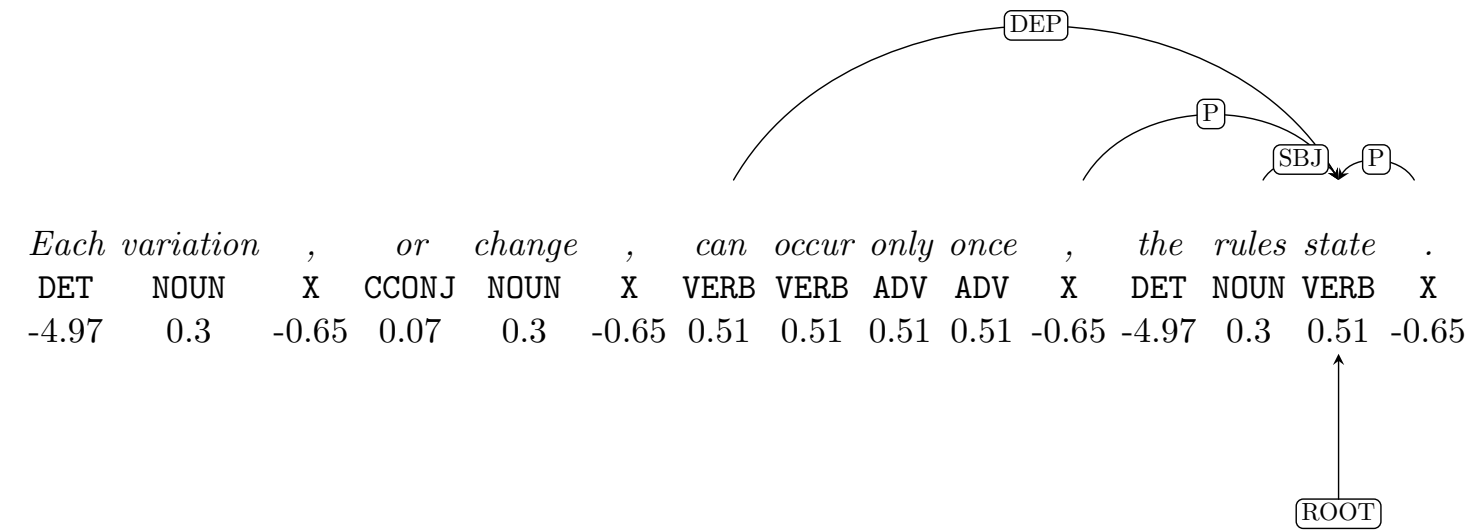 DEP
P
SBJ P
Each variation , or change , can occur only once , the rules state .
DET NOUN X CCONJ NOUN X VERB VERB ADV ADV X DET NOUN VERB X
-4.97 0.3 -0.65 0.07 0.3 -0.65 0.51 0.51 0.51 0.51 -0.65 -4.97 0.3 0.51 -0.65
ROOT